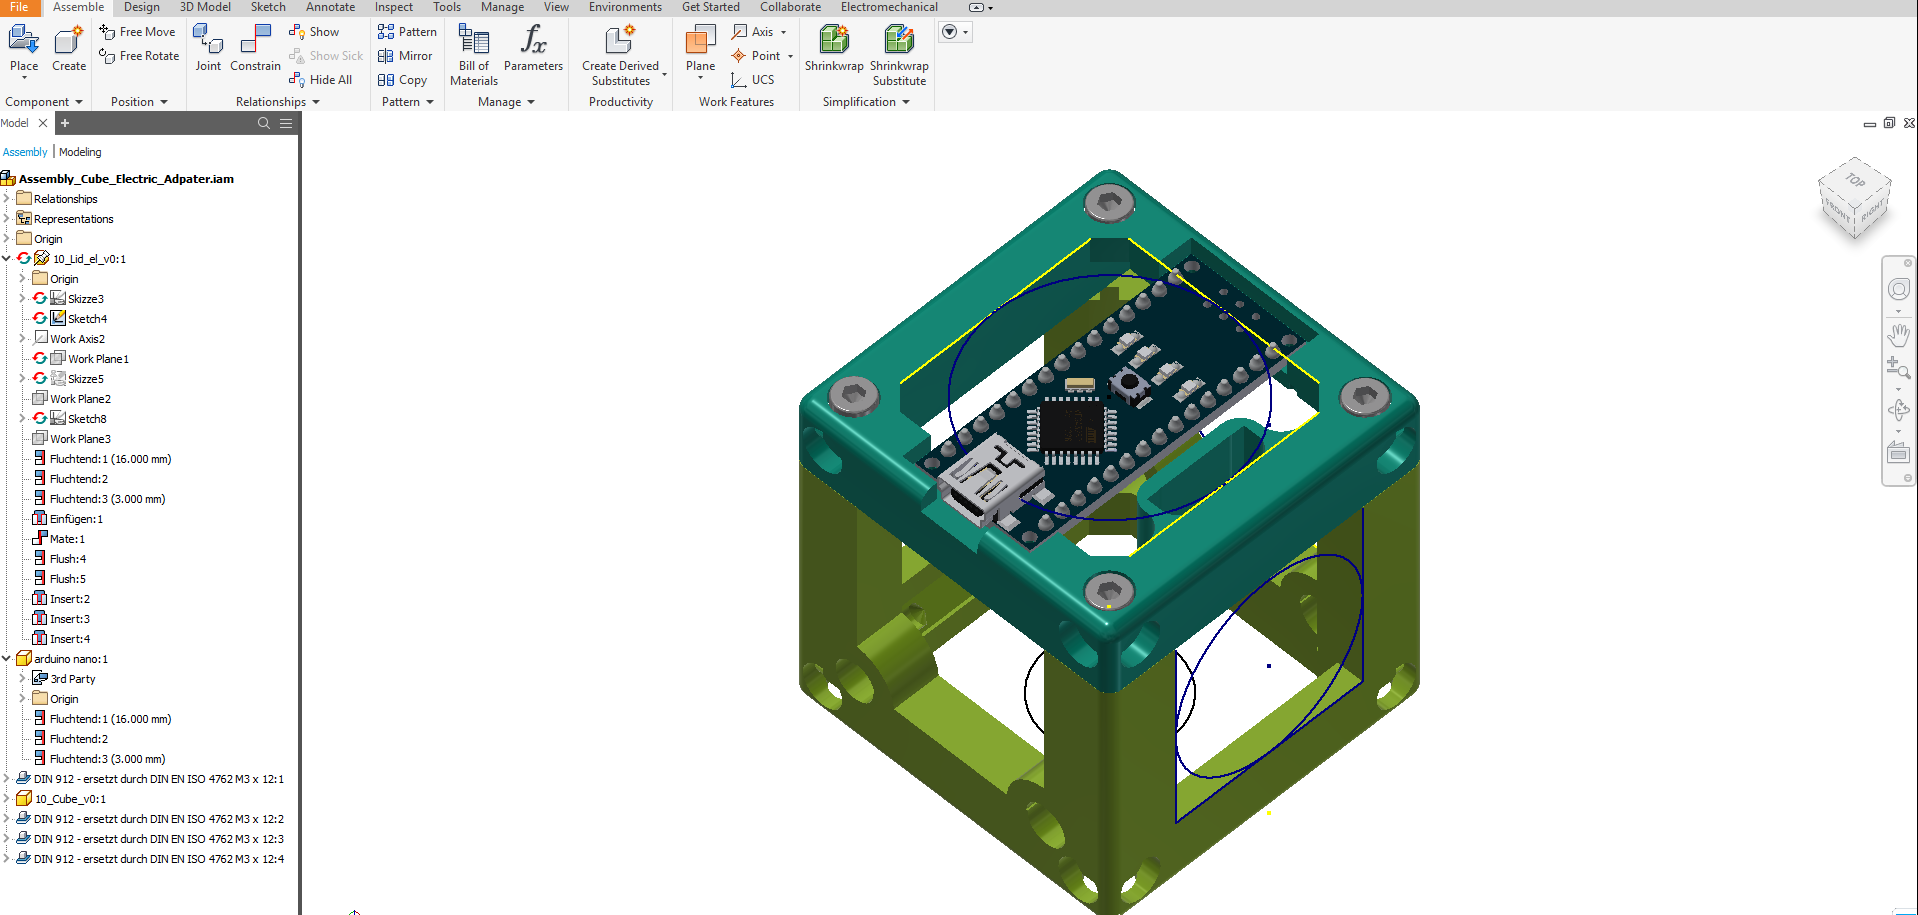 File Assemble Design 3D Model Sketch Annotate Inspect Tools Manage View Environments Get Started Collaborate Electromechanical
Place
Create
Free Move
Free Rotate
Joint
Constrain
Show
Show Sick
Hide All
Pattern
Mirror
Copy
Bill of
Materials
Parameters
Create Derived
Substitutes
Plane
Axis
Point
UCS
Shrinkwrap
Shrinkwrap
Substitute
Component Position Relationships Pattern Manage Productivity Work Features Simplification
Model
Assembly | Modeling
Assembly_Cube_Electric_Adpater.iam
Relationships
Representations
Origin
10_Lid_el_v0:1
Origin
Skizze3
Sketch4
Work Axis2
Work Plane1
Skizze5
Work Plane2
Sketch8
Work Plane3
Fluchtend:1 (16.000 mm)
Fluchtend:2
Fluchtend:3 (3.000 mm)
Einfügen:1
Mate:1
Flush:4
Flush:5
Insert:2
Insert:3
Insert:4
arduino nano:1
3rd Party
Origin
Fluchtend:1 (16.000 mm)
Fluchtend:2
Fluchtend:3 (3.000 mm)
DIN 912 - ersetzt durch DIN EN ISO 4762 M3 x 12:1
10_Cube_v0:1
DIN 912 - ersetzt durch DIN EN ISO 4762 M3 x 12:2
DIN 912 - ersetzt durch DIN EN ISO 4762 M3 x 12:3
DIN 912 - ersetzt durch DIN EN ISO 4762 M3 x 12:4
TOP
FRONT
RIGHT